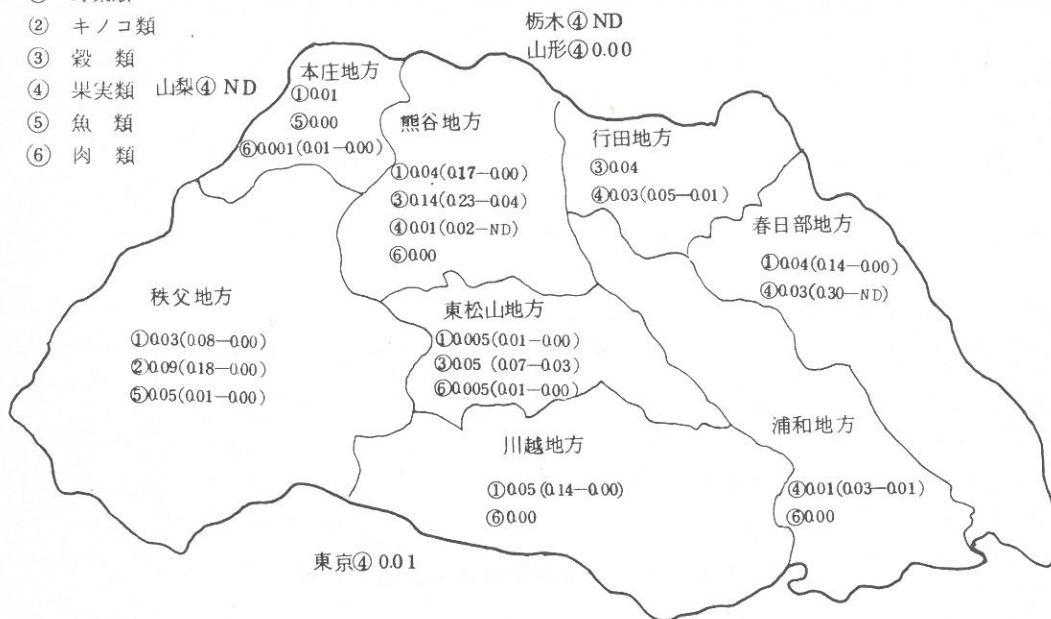 ② キノコ類
③ 穀　類
④ 果実類
⑤ 魚　類
⑥ 肉　類
栃木④ ND
山形④ 0.00
山梨④ ND
本庄地方
①0.01
⑤0.00
⑥0.001(0.01−0.00)
熊谷地方
①0.04(0.17−0.00)
③0.14(0.23−0.04)
④0.01(0.02−ND)
⑥0.00
行田地方
③0.04
④0.03(0.05−0.01)
春日部地方
①0.04(0.14−0.00)
④0.03(0.30−ND)
秩父地方
①0.03(0.08−0.00)
②0.09(0.18−0.00)
⑤0.05(0.01−0.00)
東松山地方
①0.005(0.01−0.00)
③0.05 (0.07−0.03)
⑥0.005(0.01−0.00)
川越地方
①0.05(0.14−0.00)
⑥0.00
浦和地方
④0.01(0.03−0.01)
⑥0.00
東京④ 0.01